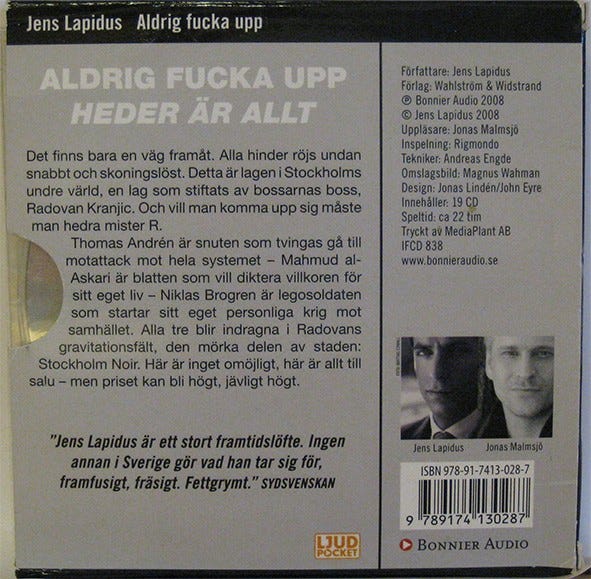 Jens Lapidus Aldrig fucka upp
ALDRIG FUCKA UPP
HEDER ÄR ALLT
Det finns bara en väg framåt. Alla hinder röjs undan
snabbt och skoningslöst. Detta är lagen i Stockholms
undre värld, en lag som stiftats av bossarnas boss,
Radovan Kranjic. Och vill man komma upp sig måste
man hedra mister R.
Thomas Andrén är snuten som tvingas gå till
motattack mot hela systemet – Mahmud al-
Askari är blatten som vill diktera villkoren för
sitt eget liv – Niklas Brogren är legosoldaten
som startar sitt eget personliga krig mot
samhället. Alla tre blir indragna i Radovans
gravitationsfält, den mörka delen av staden:
Stockholm Noir. Här är inget omöjligt, här är allt till
salu – men priset kan bli högt, jävligt högt.
"Jens Lapidus är ett stort framtidslöfte. Ingen
annan i Sverige gör vad han tar sig för,
framfusigt, fräsigt. Fettgrymt." SYDSVENSKAN
LJUD
POCKET
Författare: Jens Lapidus
Förlag: Wahlström & Widstrand
℗ Bonnier Audio 2008
© Jens Lapidus 2008
Uppläsare: Jonas Malmsjö
Inspelning: Rigmondo
Tekniker: Andreas Engde
Omslagsbild: Magnus Wahman
Design: Jonas Lindén/John Eyre
Innehåller: 19 CD
Speltid: ca 22 tim
Tryckt av MediaPlant AB
IFCD 838
www.bonnieraudio.se
Jens Lapidus Jonas Malmsjö
ISBN 978-91-7413-028-7
9 789174 130287
BONNIER AUDIO